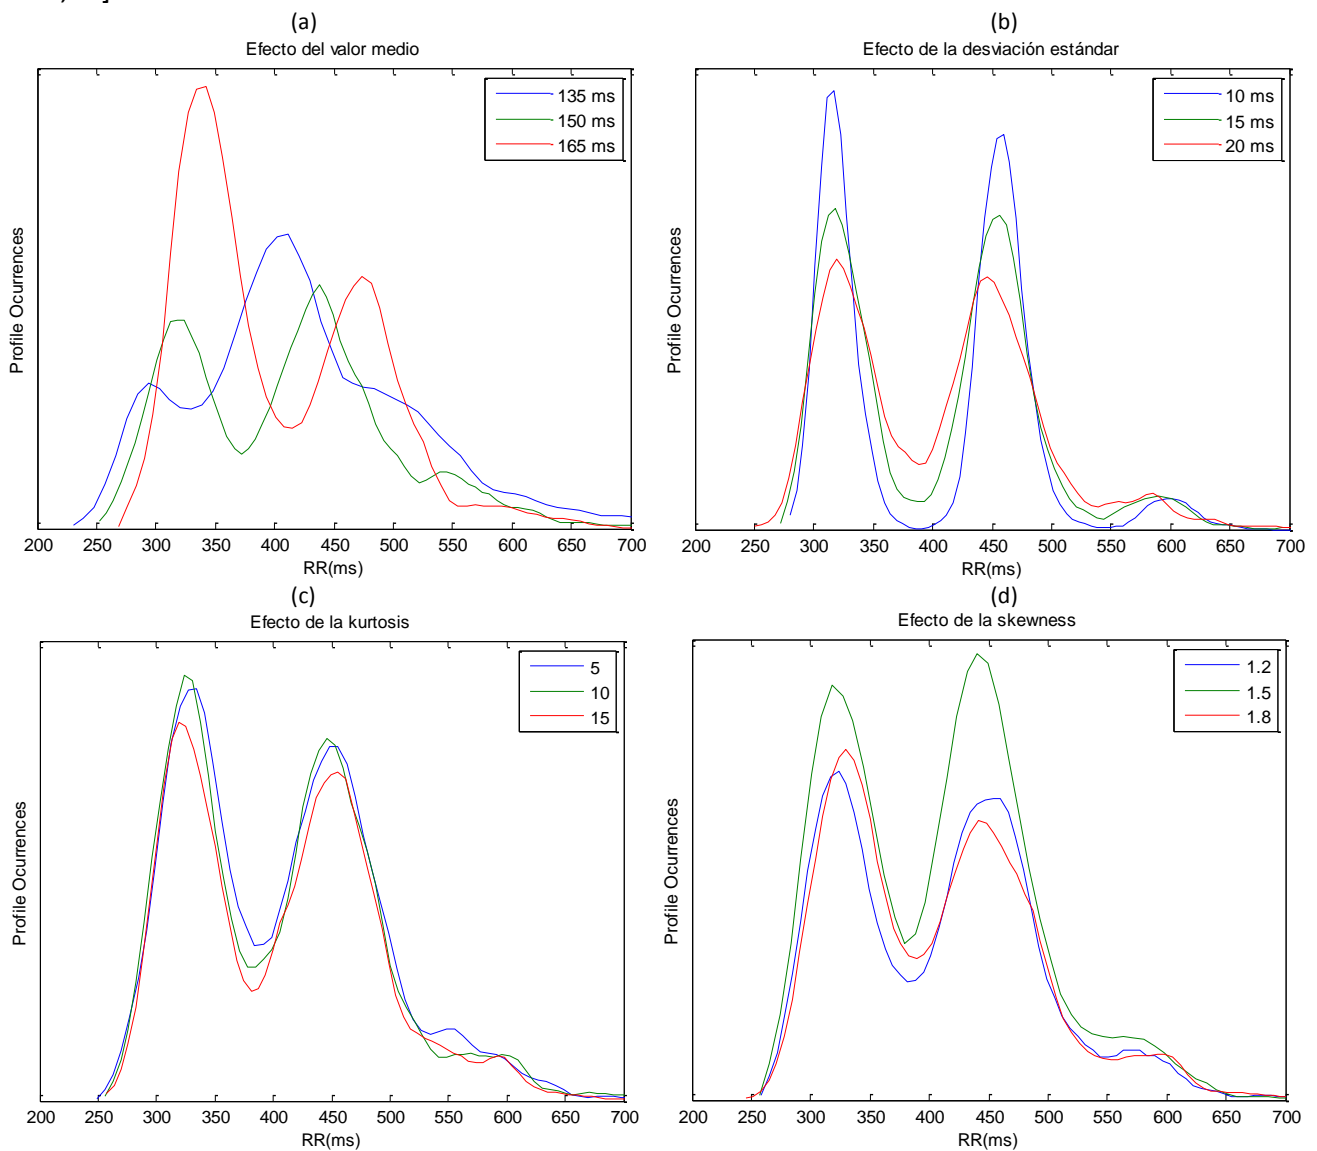 (a)
Efecto del valor medio
135 ms
150 ms
165 ms
Profile Ocurrences
200 250 300 350 400 450 500 550 600 650 700
RR(ms)
(b)
Efecto de la desviación estándar
10 ms
15 ms
20 ms
Profile Ocurrences
200 250 300 350 400 450 500 550 600 650 700
RR(ms)
(c)
Efecto de la kurtosis
5
10
15
Profile Ocurrences
200 250 300 350 400 450 500 550 600 650 700
RR(ms)
(d)
Efecto de la skewness
1.2
1.5
1.8
Profile Ocurrences
200 250 300 350 400 450 500 550 600 650 700
RR(ms)